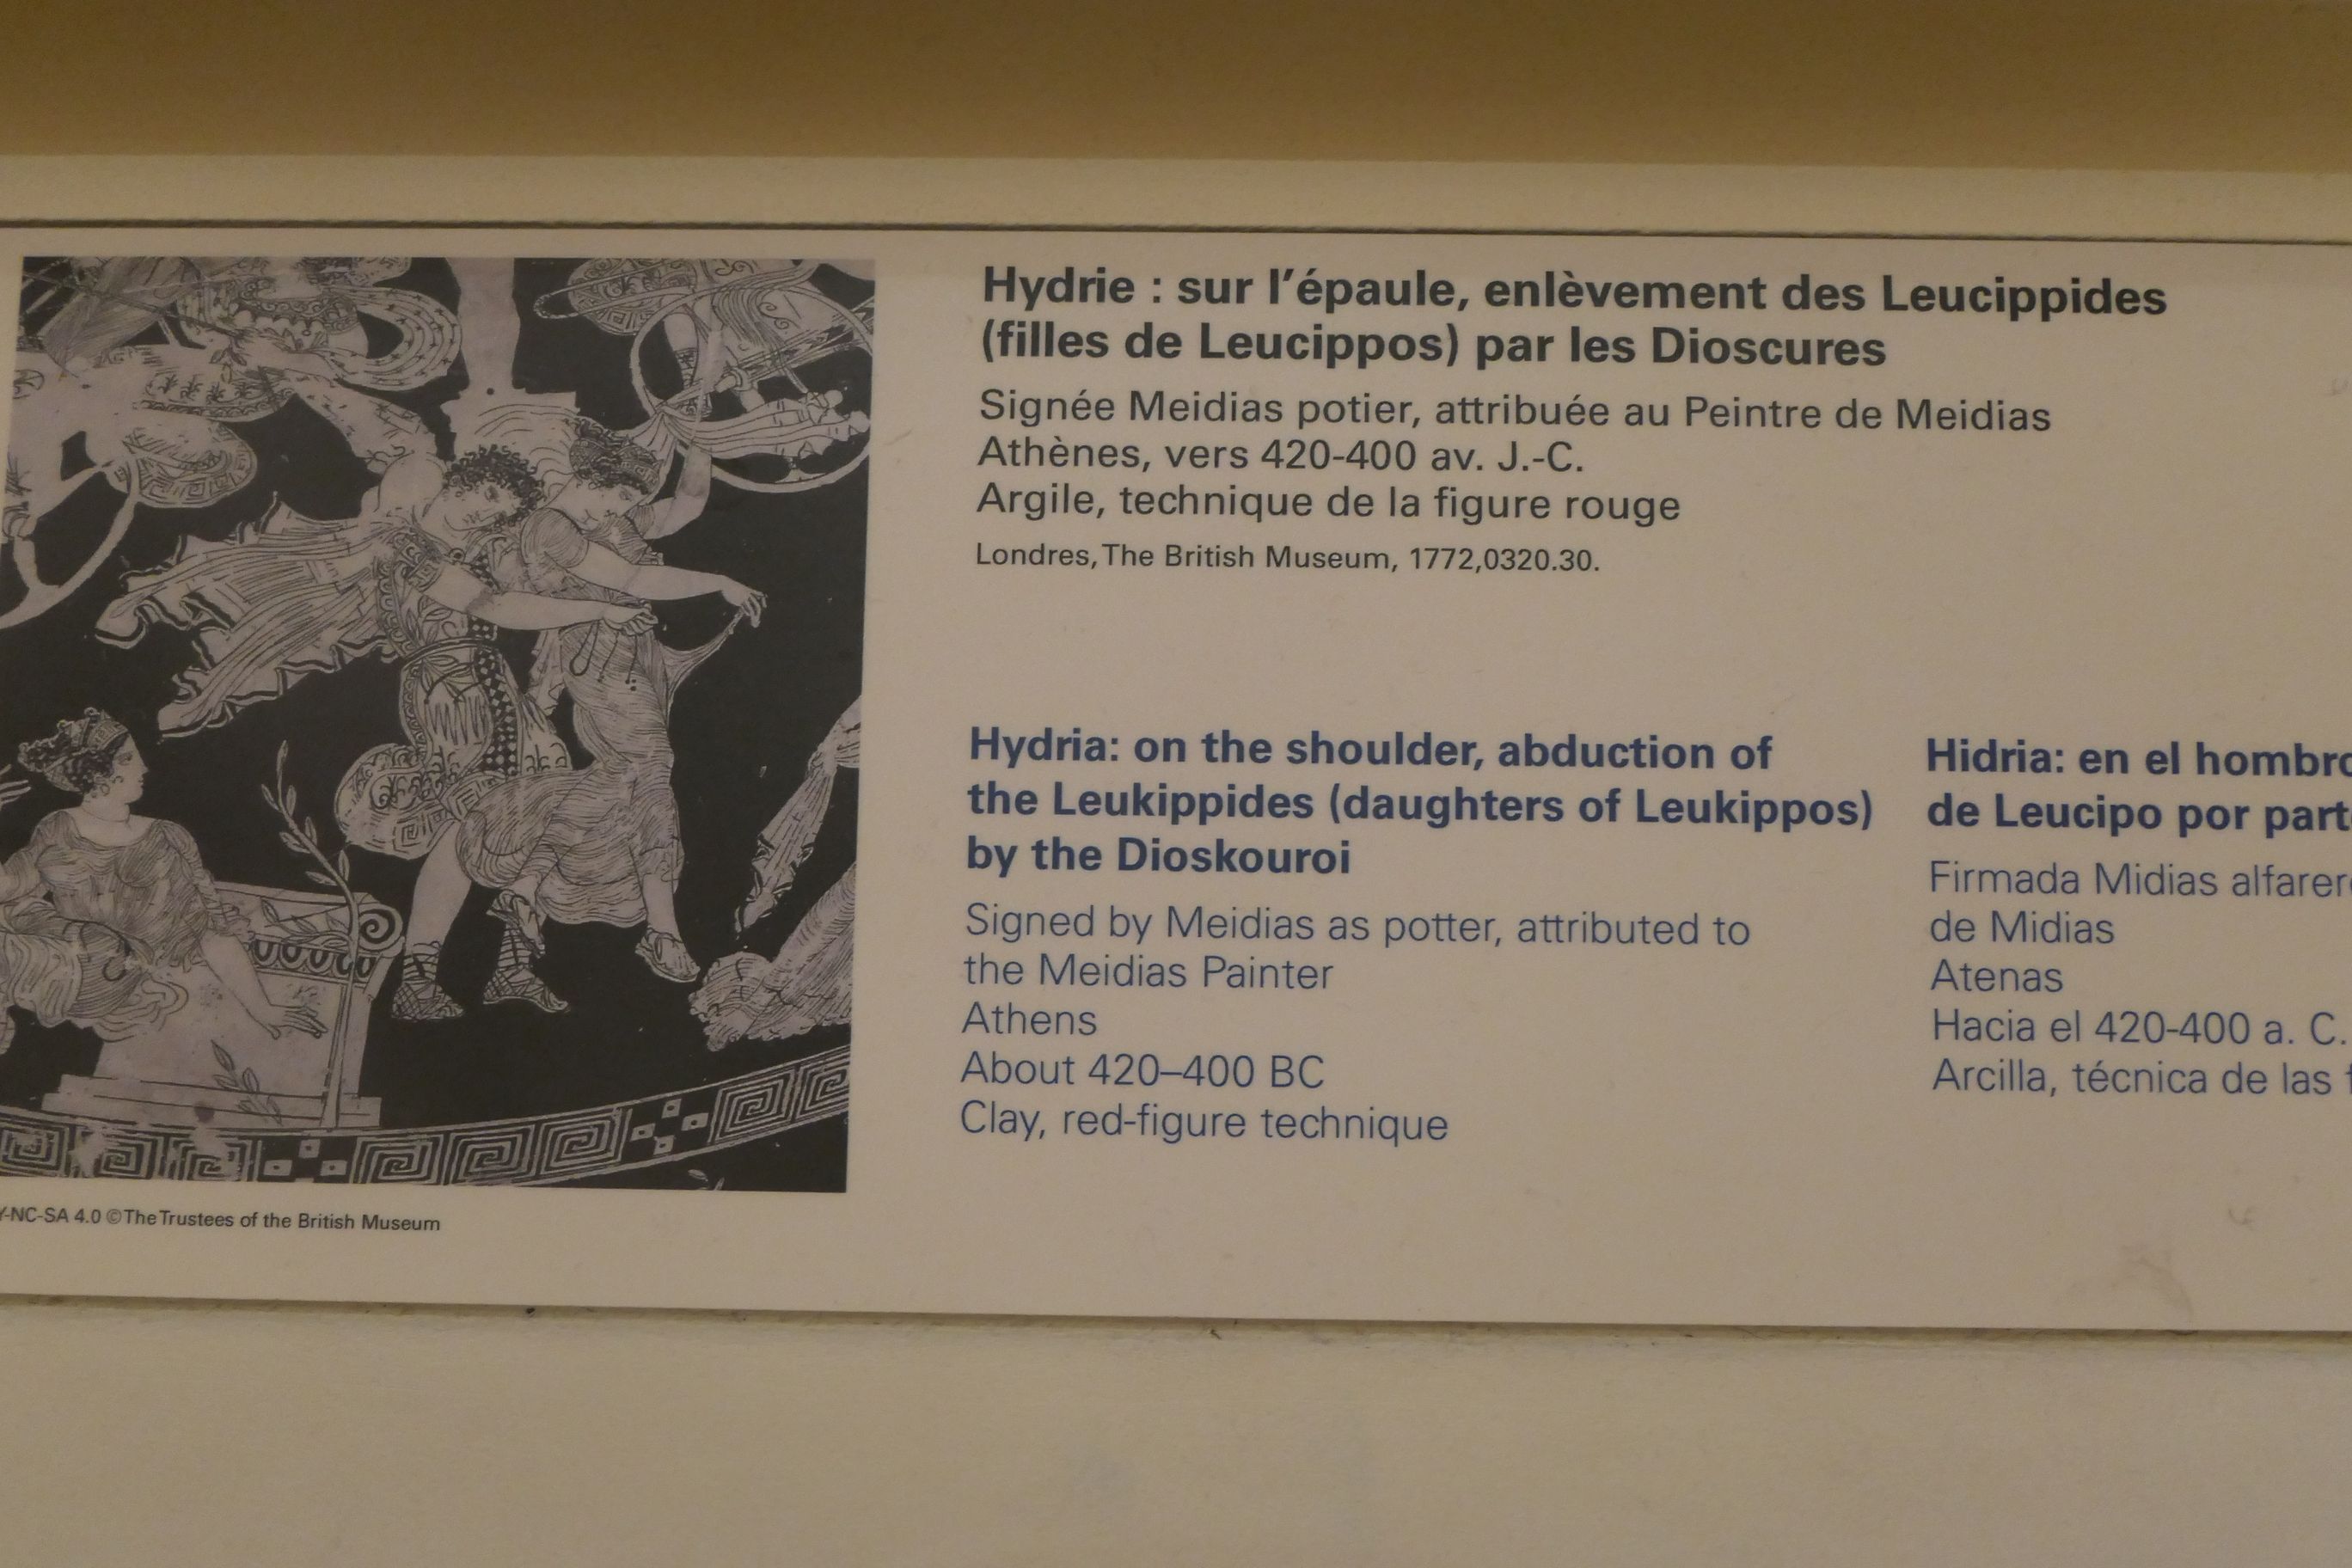 Hydrie : sur l'épaule, enlèvement des Leucippides
(filles de Leucippos) par les Dioscures
Signée Meidias potier, attribuée au Peintre de Meidias
Athènes, vers 420-400 av. J.-C.
Argile, technique de la figure rouge
Londres, The British Museum, 1772,0320.30.
Hydria: on the shoulder, abduction of
the Leukippides (daughters of Leukippos)
by the Dioskouroi
Signed by Meidias as potter, attributed to
the Meidias Painter
Athens
About 420–400 BC
Clay, red-figure technique
Hidria: en el hombro
de Leucipo por
Firmada Midias
de Midias
Atenas
Hacia el 420-400 a. C.
Arcilla, técnica de las
Y-NC-SA 4.0 ©The Trustees of the British Museum